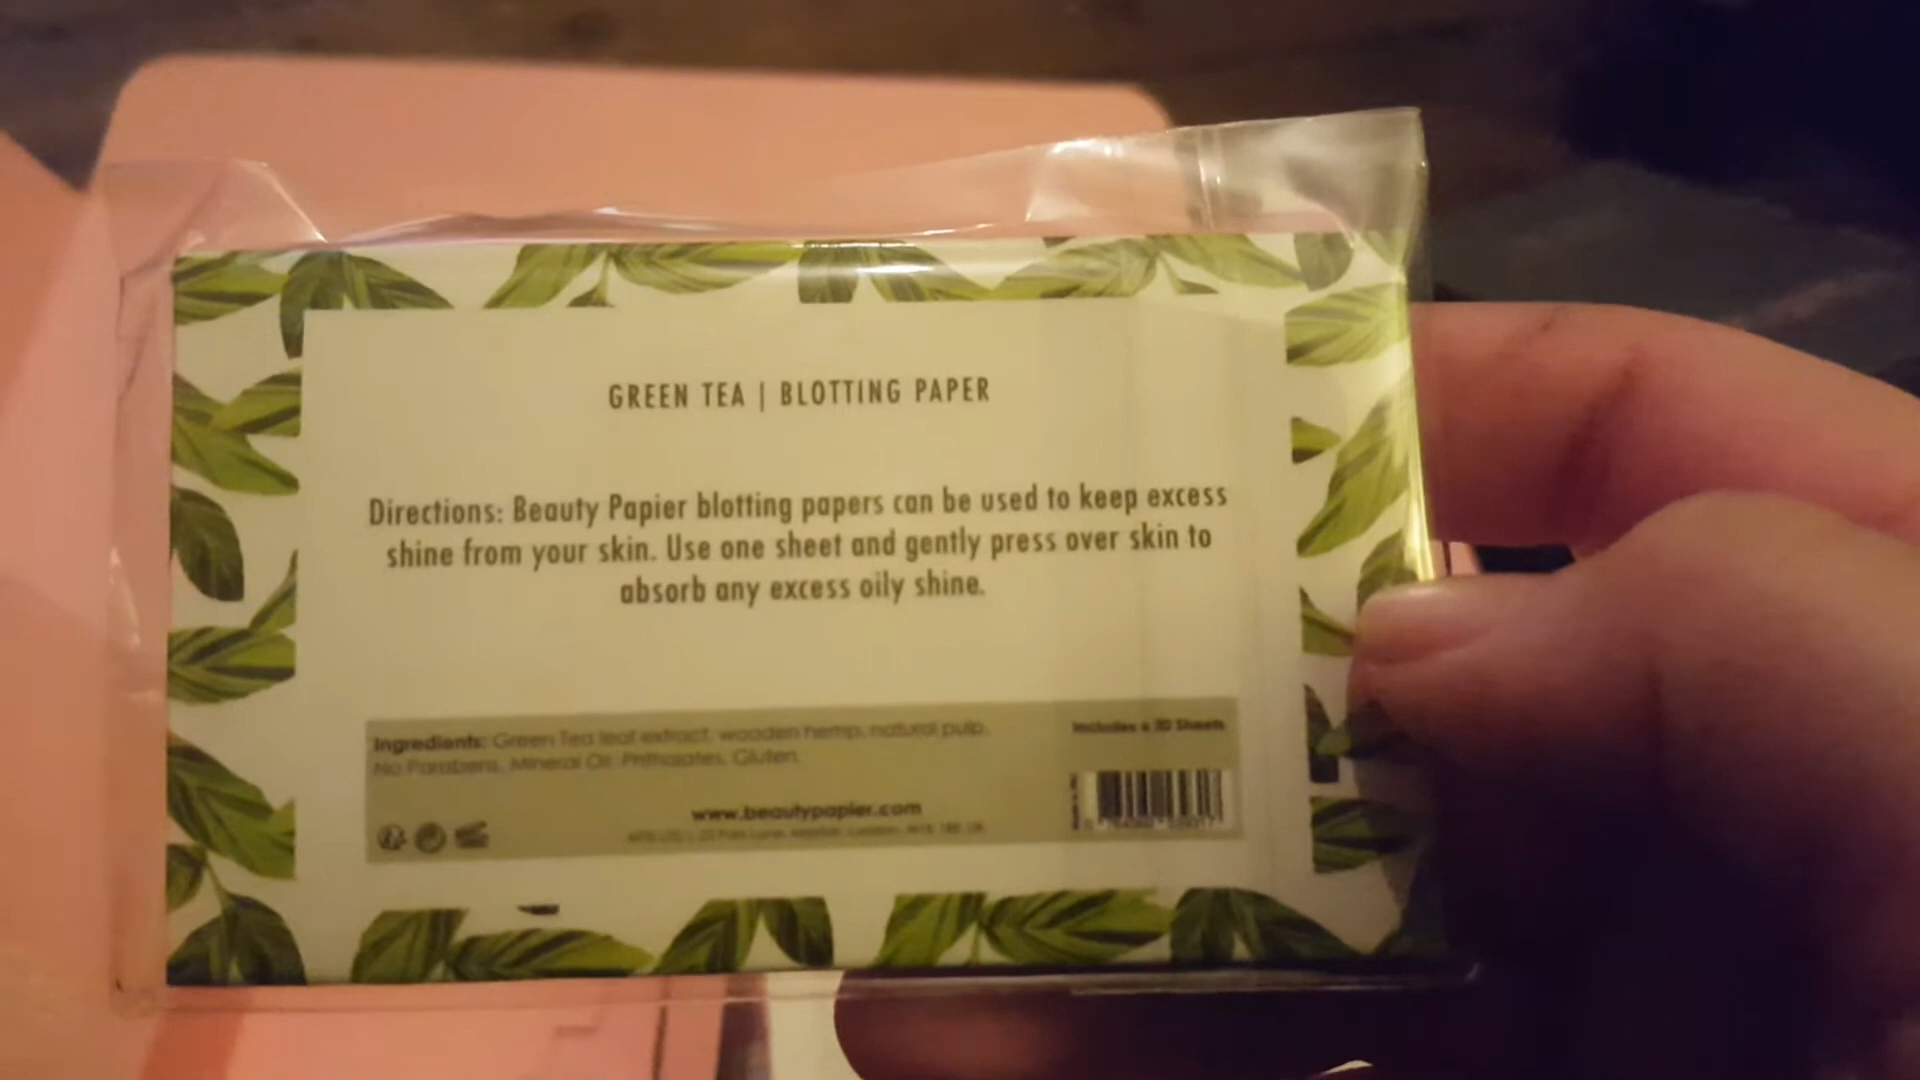 GREEN TEA | BLOTTING PAPER
Directions: Beauty Papier blotting papers can be used to keep excess
shine from your skin. Use one sheet and gently press over skin to
absorb any excess oily shine.
Ingredients: Green Tea leaf extract, wooden hemp, natural pulp.
No Parabens, Mineral Oil, Phthalates, Gluten.
Includes 20 Sheets
www.beautypapier.com